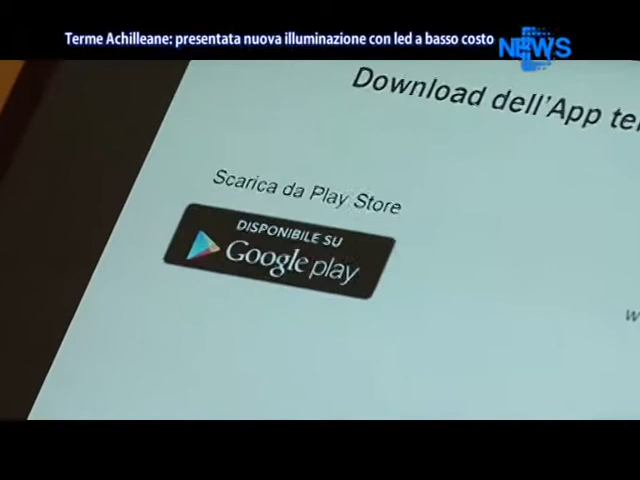 Terme Achilleane: presentata nuova illuminazione con led a basso costo
NEWS
Download dell'App
Scarica da Play Store
DISPONIBILE SU
Google play